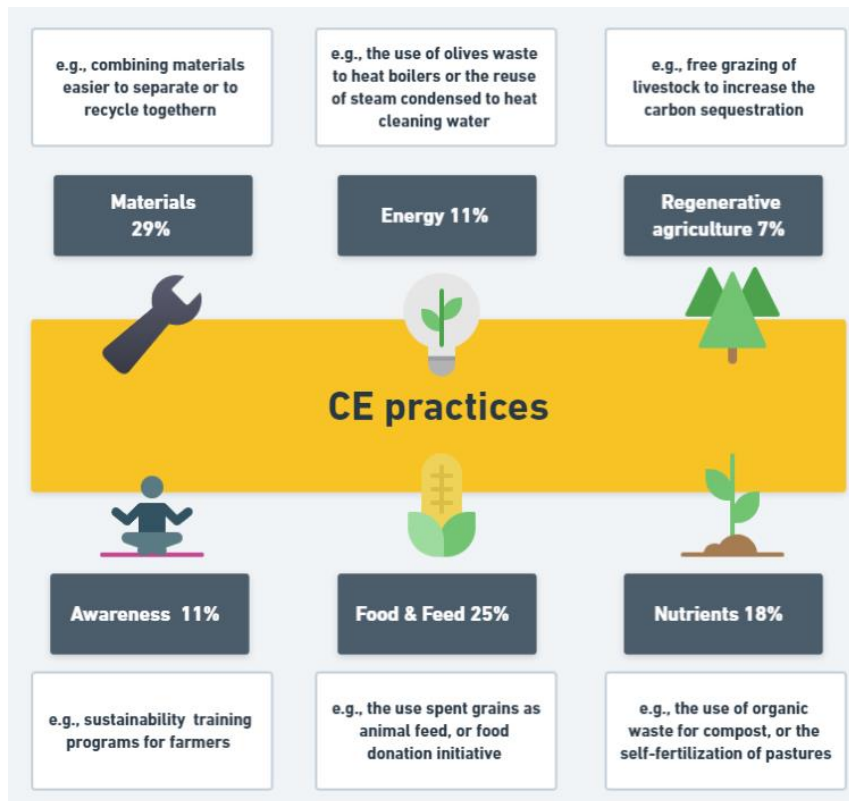 e.g., combining materials
easier to separate or to
recycle togethern
e.g., the use of olives waste
to heat boilers or the reuse
of steam condensed to heat
cleaning water
e.g., free grazing of
livestock to increase the
carbon sequestration
Materials
29%
Energy 11%
Regenerative
agriculture 7%
CE practices
Awareness 11%
Food & Feed 25%
Nutrients 18%
e.g., sustainability training
programs for farmers
e.g., the use spent grains as
animal feed, or food
donation initiative
e.g., the use of organic
waste for compost, or the
self-fertilization of pastures